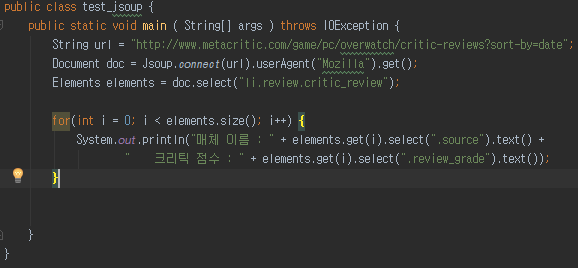 public class test_jsoup {
public static void main ( String[] args ) throws IOException {
String url = "http://www.metacritic.com/game/pc/overwatch/critic-reviews?sort-by=date";
Document doc = Jsoup.connect(url).userAgent("Mozilla").get();
Elements elements = doc.select("li.review.critic_review");
for(int i = 0; i < elements.size(); i++) {
System.out.println("매체 이름 : " + elements.get(i).select(".source").text() +
" 크리틱 점수 : " + elements.get(i).select(".review_grade").text());
}
}
}